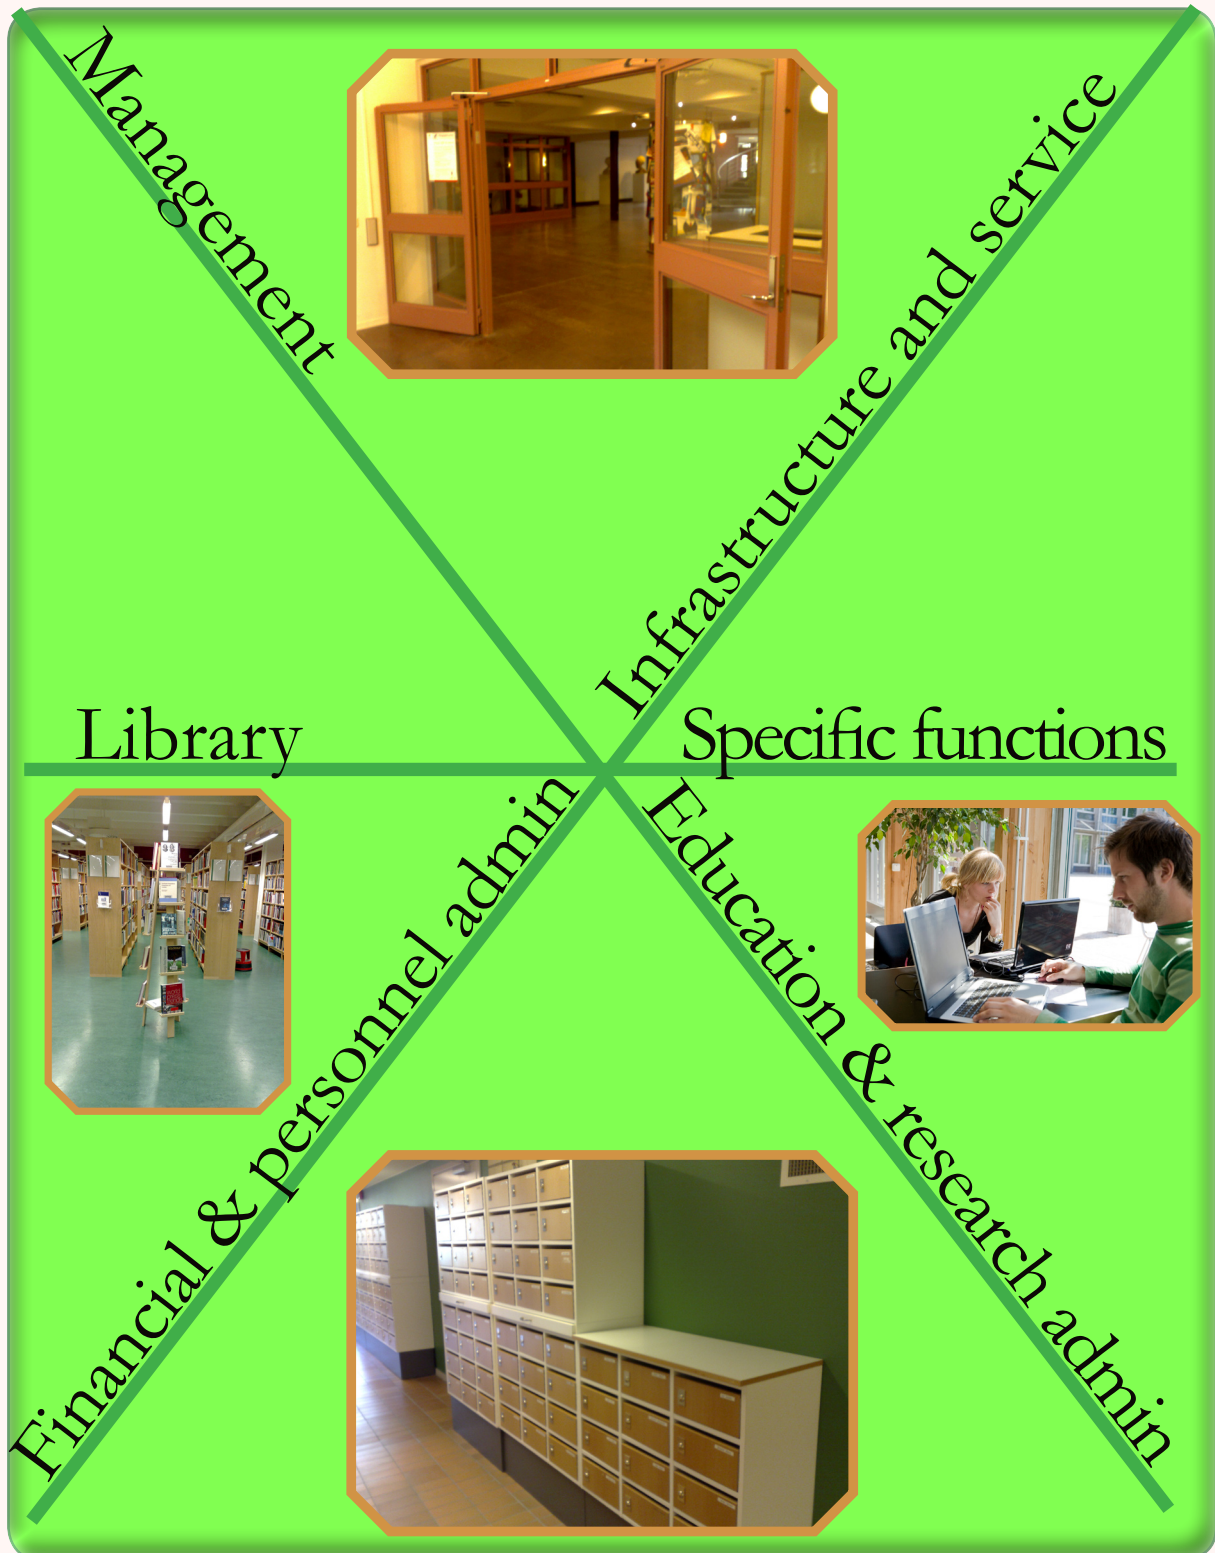 Management
Infrastructure and service
Library
Specific functions
Financial & personnel admin
Education & research admin